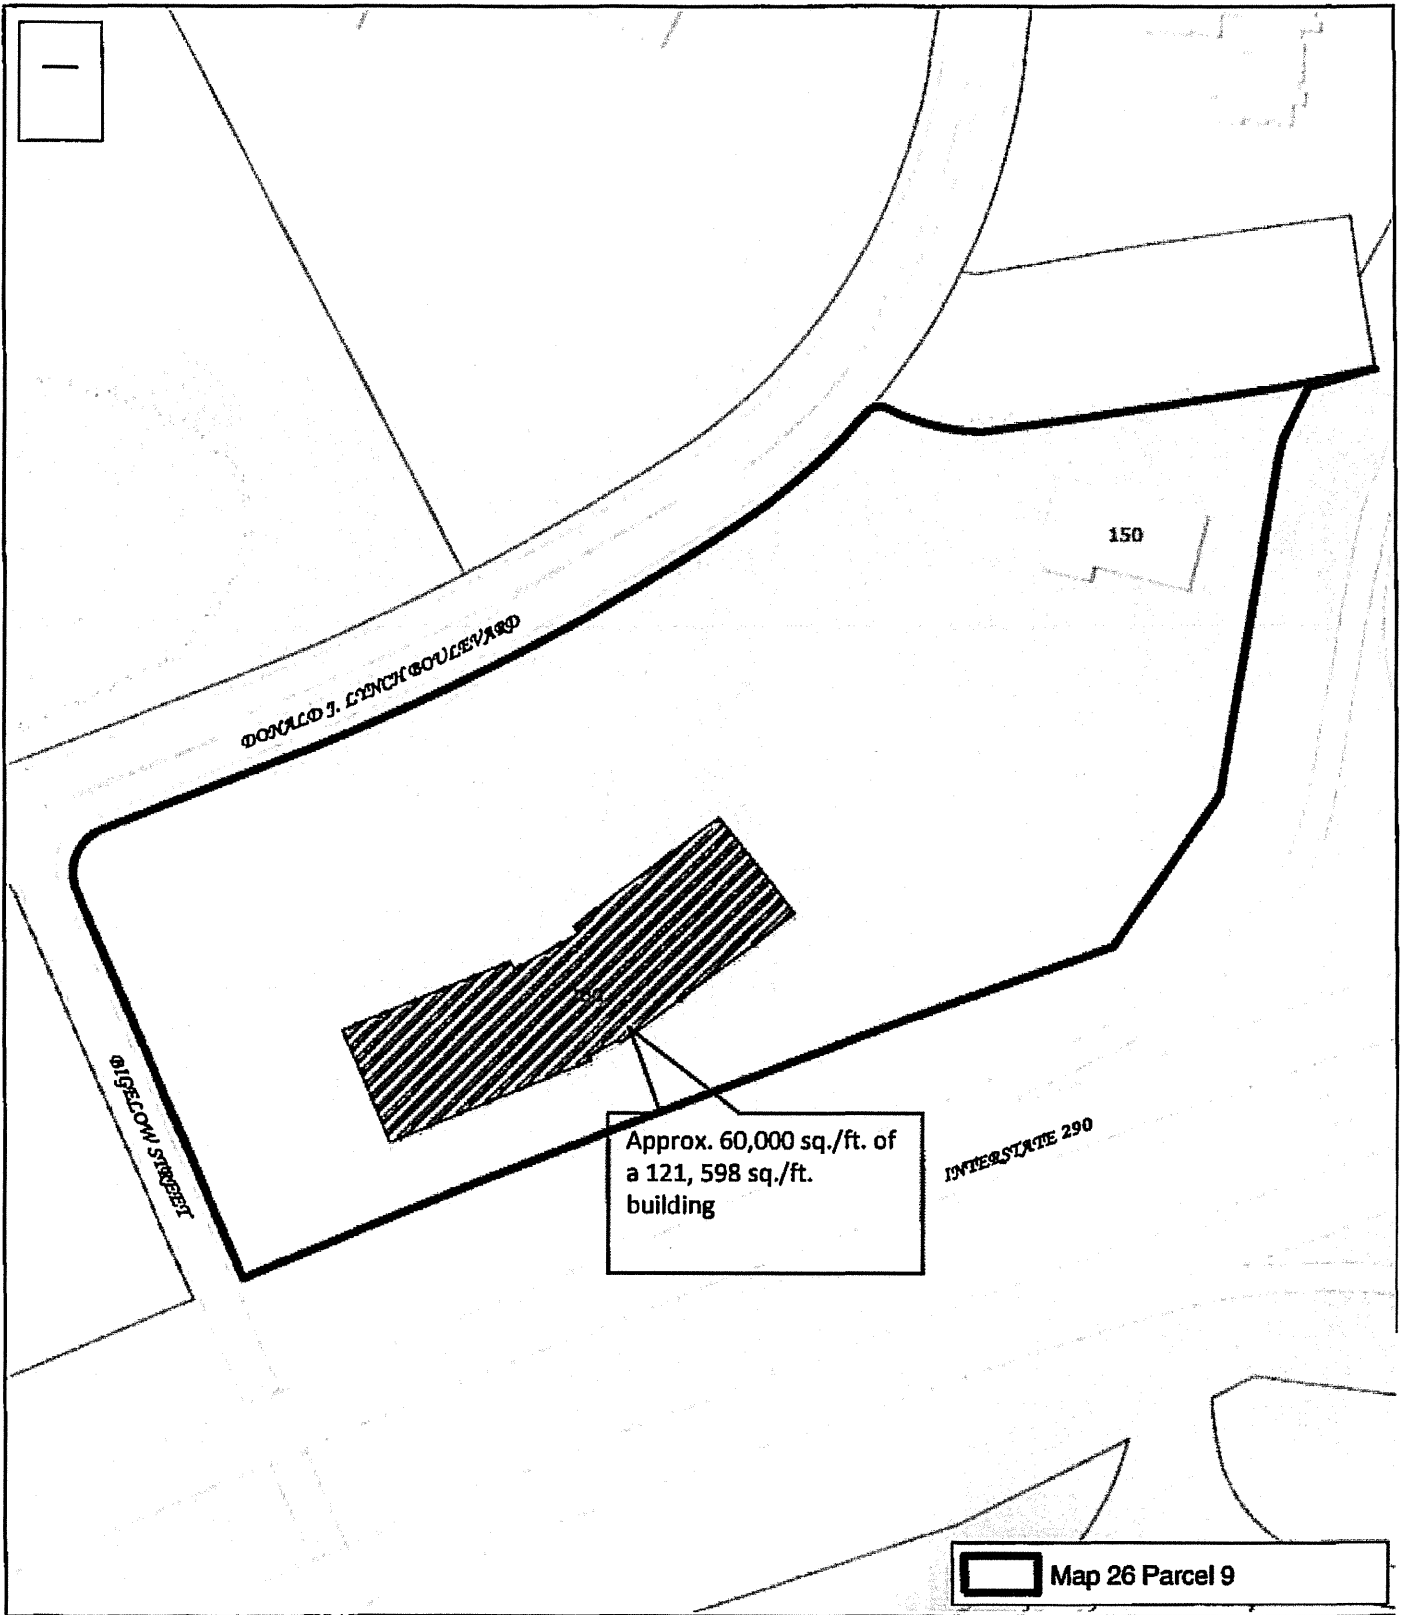 150
DONALD J. LYNCH BOULEVARD
BIGELOW STREET
Approx. 60,000 sq./ft. of
a 121, 598 sq./ft.
building
INTERSTATE 290
Map 26 Parcel 9